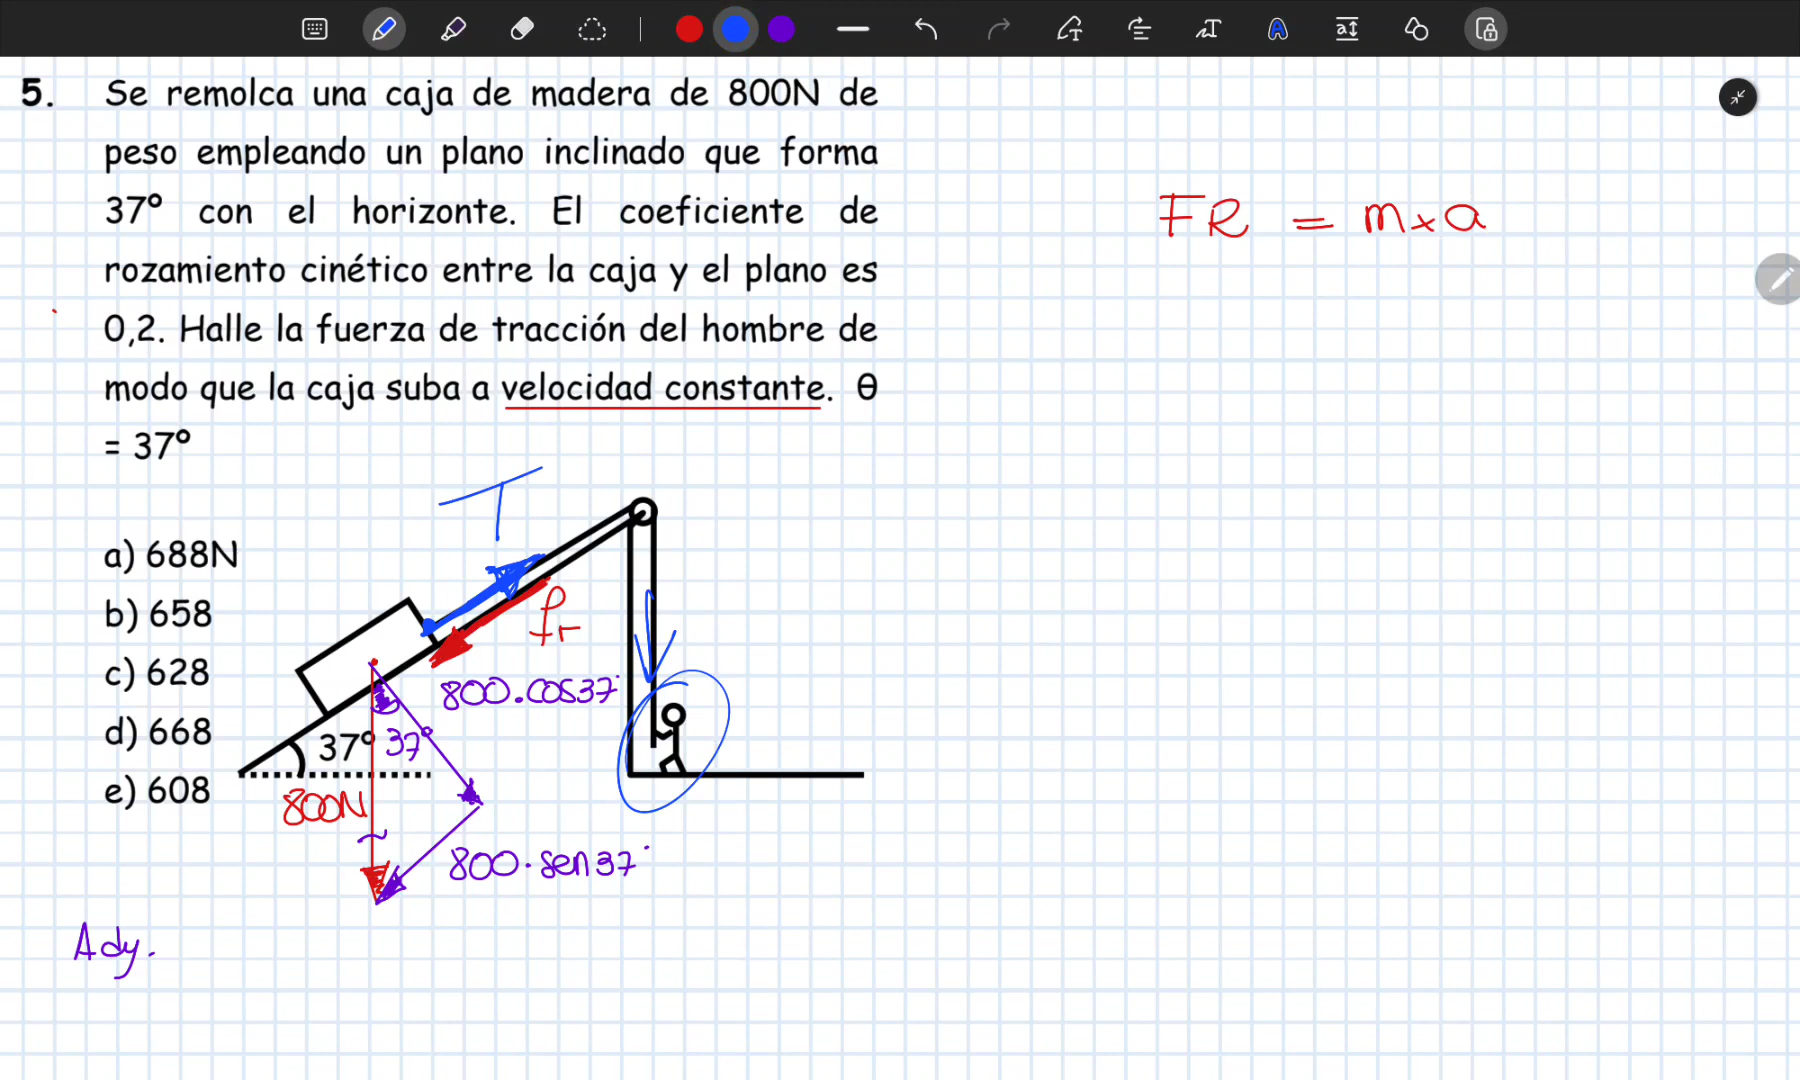 5. Se remolca una caja de madera de 800N de
peso empleando un plano inclinado que forma
37º con el horizonte. El coeficiente de
rozamiento cinético entre la caja y el plano es
0,2. Halle la fuerza de tracción del hombre de
modo que la caja suba a velocidad constante. θ
= 37º
FR = m x a
a) 688N
b) 658
c) 628
d) 668
e) 608
T
fr
800.cos37°
37º
37°
800N
800.sen37°
Ady.